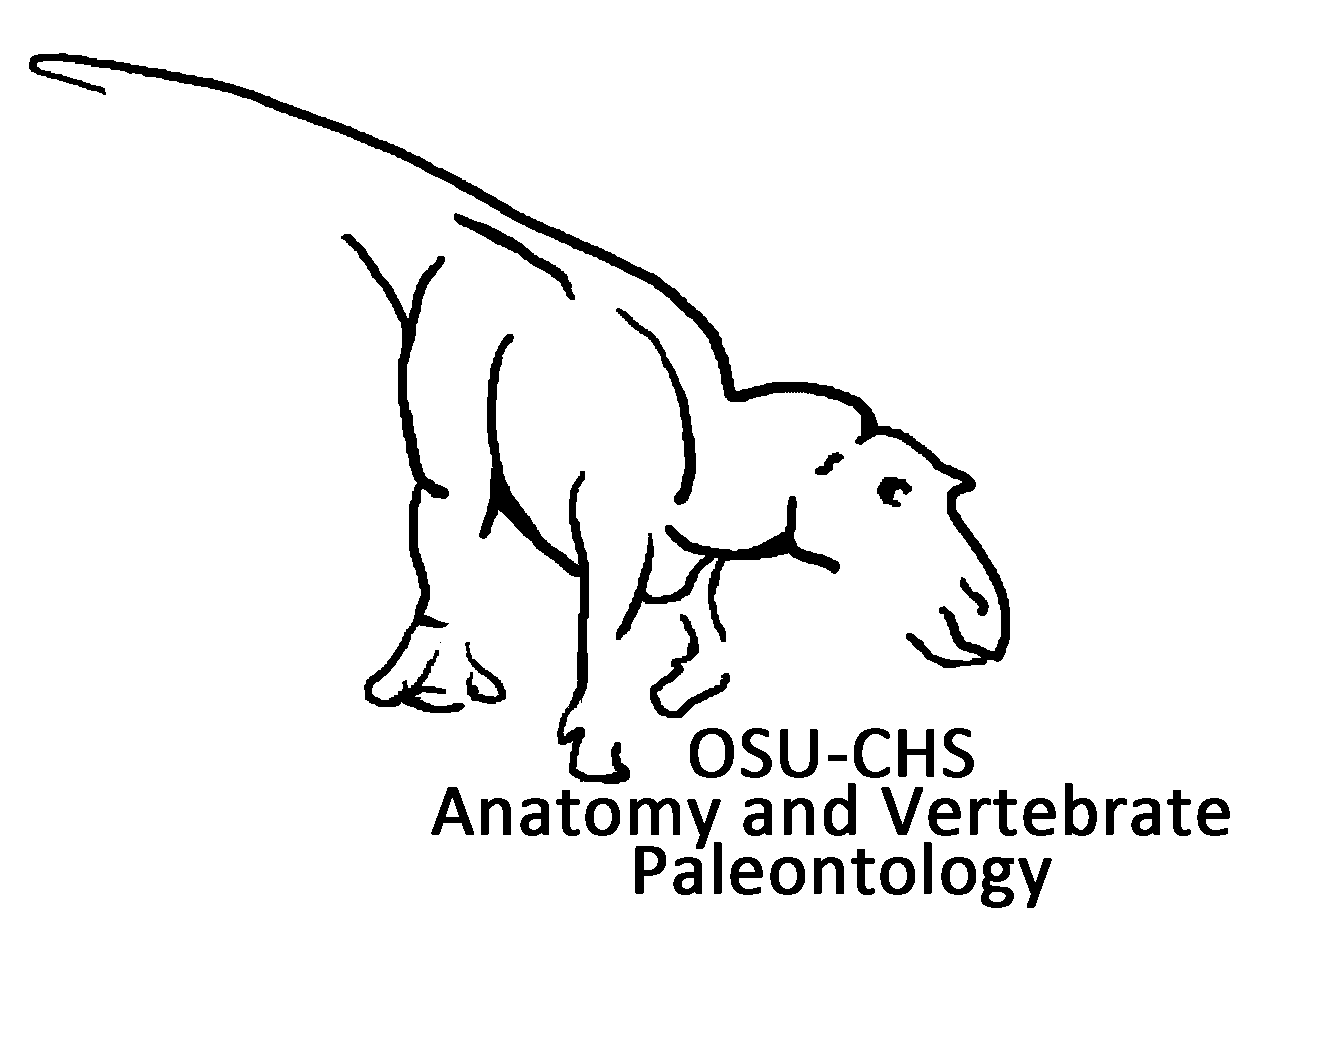 OSU-CHS
Anatomy and Vertebrate
Paleontology